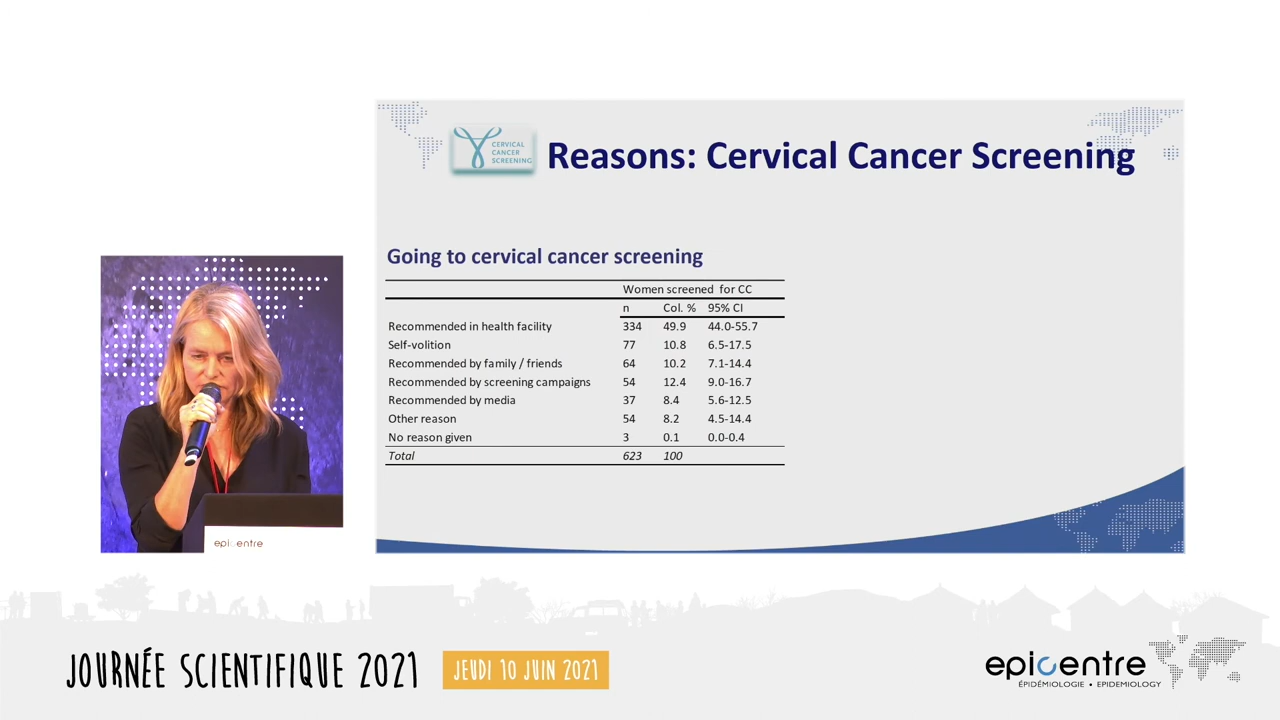 CERVICAL
CANCER
SCREENING
Reasons: Cervical Cancer Screening
Going to cervical cancer screening
Women screened for CC
n Col. % 95% CI
Recommended in health facility 334 49.9 44.0-55.7
Self-volition 77 10.8 6.5-17.5
Recommended by family / friends 64 10.2 7.1-14.4
Recommended by screening campaigns 54 12.4 9.0-16.7
Recommended by media 37 8.4 5.6-12.5
Other reason 54 8.2 4.5-14.4
No reason given 3 0.1 0.0-0.4
Total 623 100
epicentre
JOURNÉE SCIENTIFIQUE 2021
JEUDI 10 JUIN 2021
epicentre
ÉPIDÉMIOLOGIE • EPIDEMIOLOGY